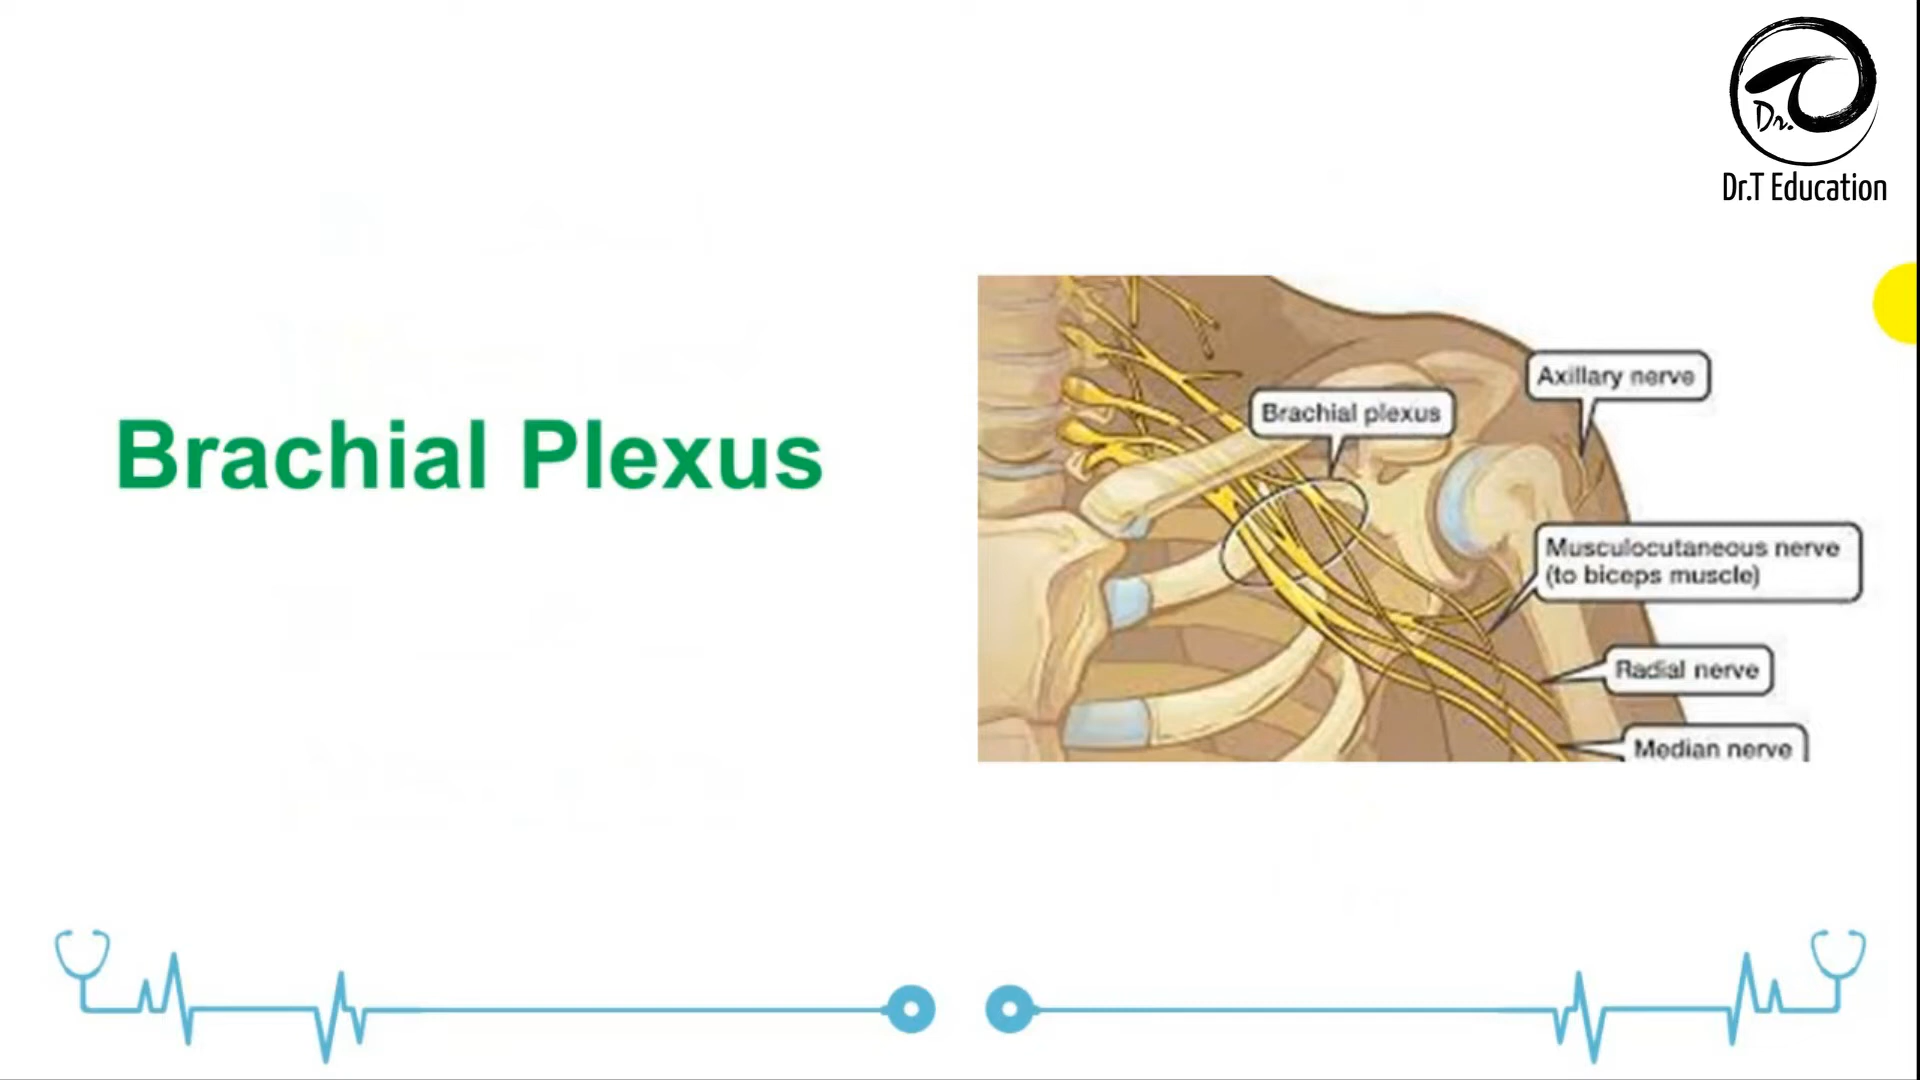 Dr.
Dr.T Education
Brachial Plexus
Axillary nerve
Brachial plexus
Musculocutaneous nerve
(to biceps muscle)
Radial nerve
Median nerve